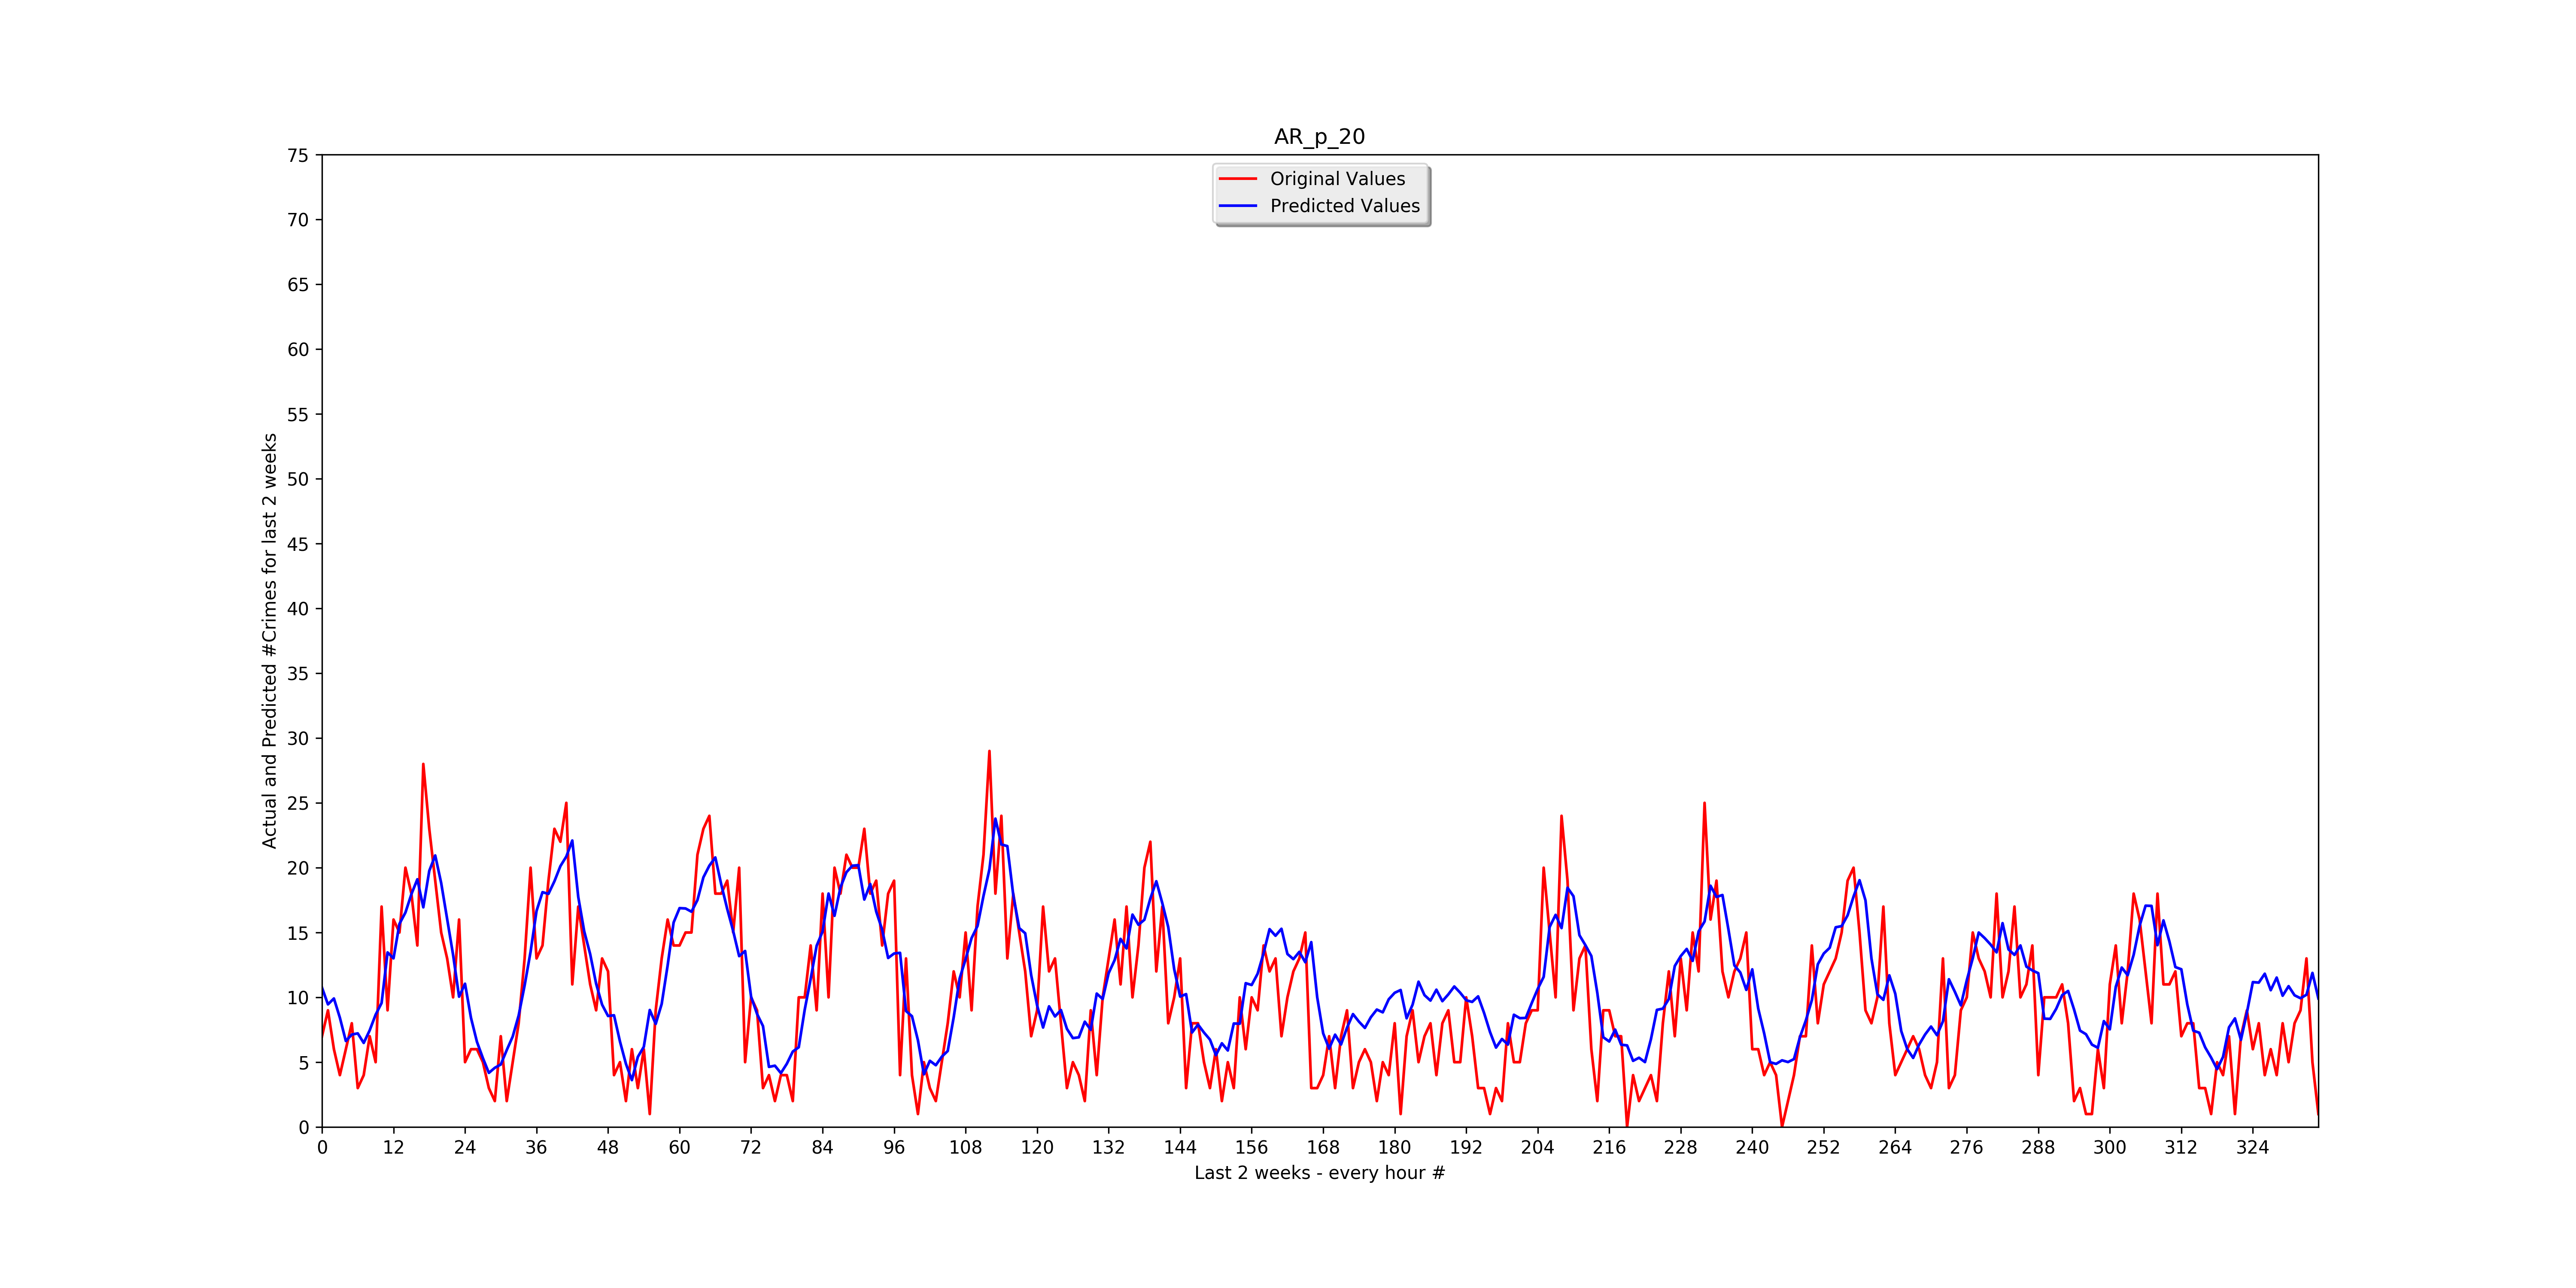 AR_p_20
Original Values
Predicted Values
Actual and Predicted #Crimes for last 2 weeks
75
70
65
60
55
50
45
40
35
30
25
20
15
10
5
0
0 12 24 36 48 60 72 84 96 108 120 132 144 156 168 180 192 204 216 228 240 252 264 276 288 300 312 324
Last 2 weeks - every hour #